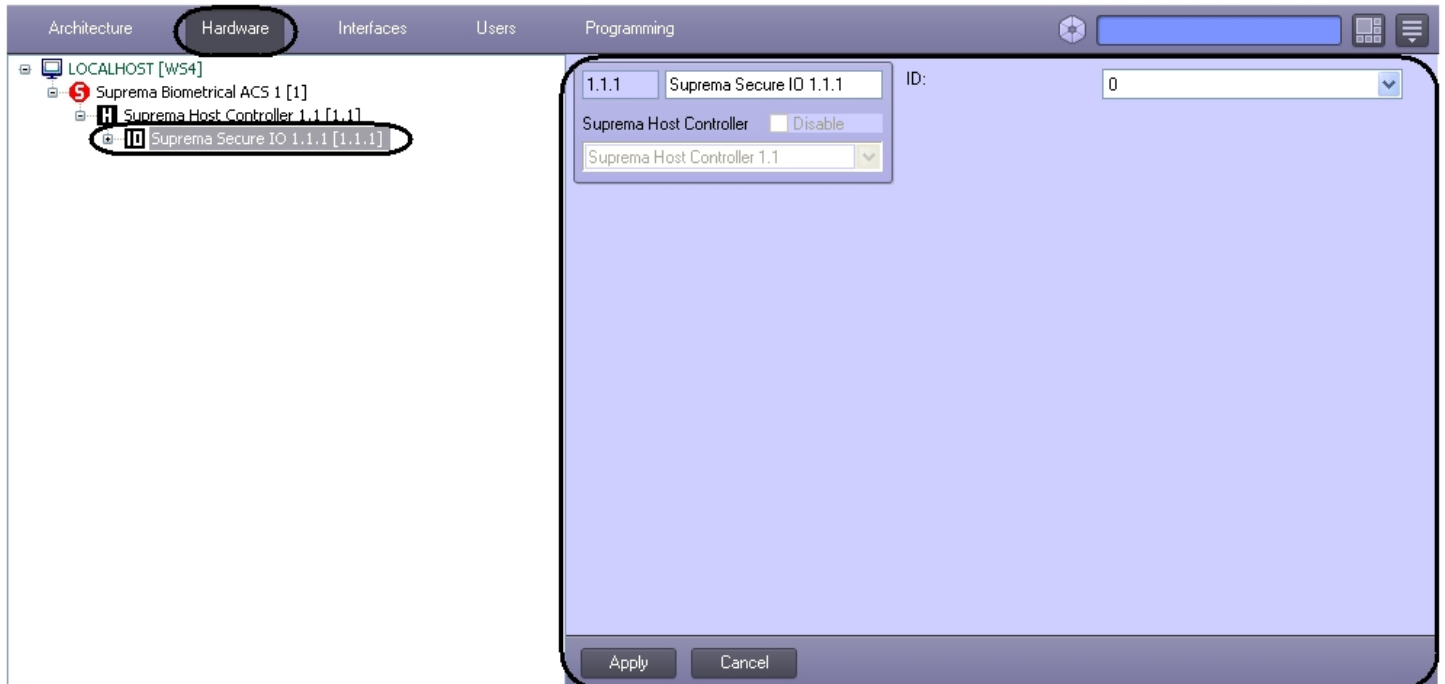 Architecture Hardware Interfaces Users Programming
LOCALHOST [WS4]
Suprema Biometrical ACS 1 [1]
Suprema Host Controller 1.1 [1.1]
Suprema Secure IO 1.1.1 [1.1.1]
1.1.1 Suprema Secure IO 1.1.1
Suprema Host Controller Disable
Suprema Host Controller 1.1
ID: 0
Apply Cancel